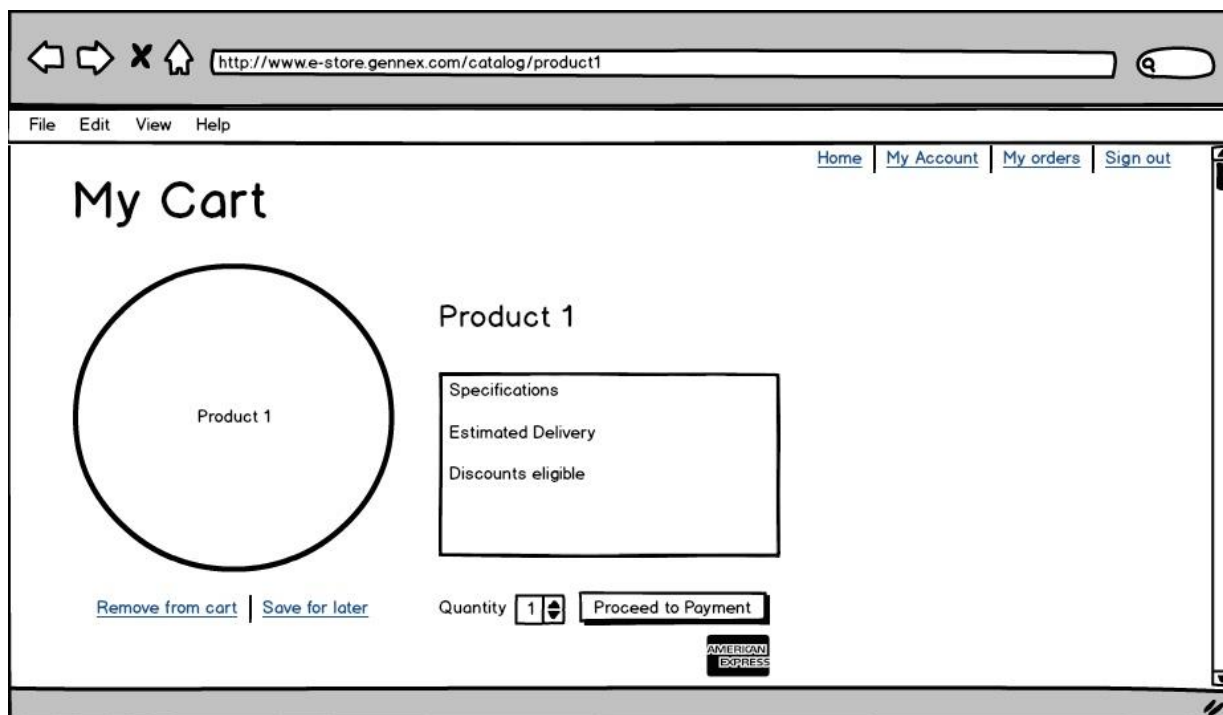 http://www.e-store.gennex.com/catalog/product1
File Edit View Help
Home My Account My orders Sign out
My Cart
Product 1
Product 1
Specifications
Estimated Delivery
Discounts eligible
Remove from cart Save for later
Quantity 1 Proceed to Payment
AMERICAN
EXPRESS